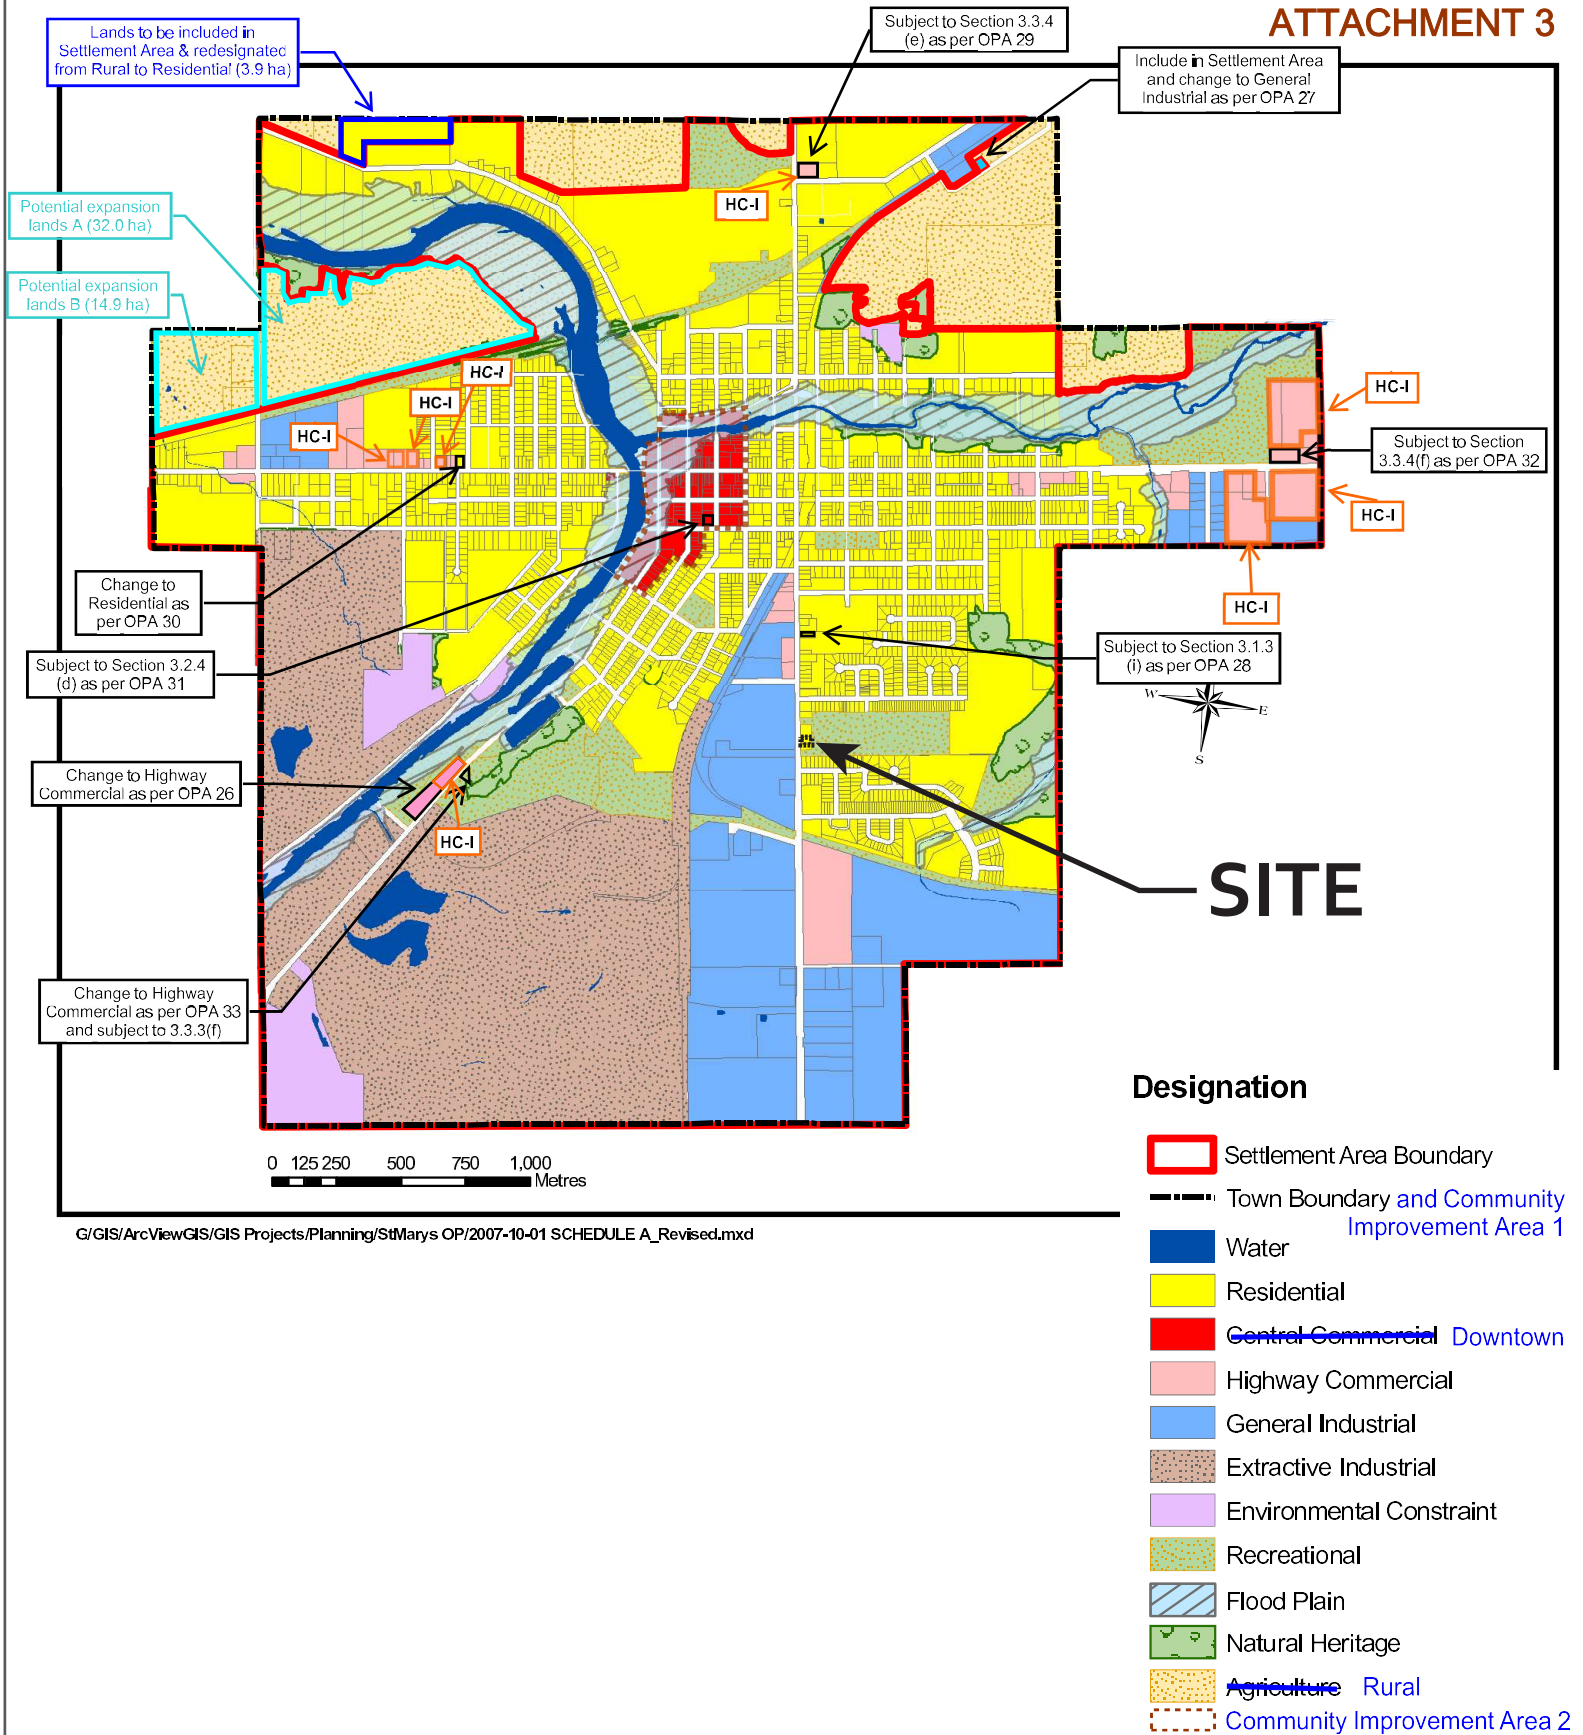 ATTACHMENT 3
Lands to be included in
Settlement Area & redesignated
from Rural to Residential (3.9 ha)
Subject to Section 3.3.4
(e) as per OPA 29
Include in Settlement Area
and change to General
Industrial as per OPA 27
Potential expansion
lands A (32.0 ha)
Potential expansion
lands B (14.9 ha)
HC-I
HC-I
HC-I
HC-I
HC-I
Subject to Section
3.3.4(f) as per OPA 32
HC-I
HC-I
Change to
Residential as
per OPA 30
Subject to Section 3.2.4
(d) as per OPA 31
Subject to Section 3.1.3
(i) as per OPA 28
W
E
S
Change to Highway
Commercial as per OPA 26
HC-I
SITE
Change to Highway
Commercial as per OPA 33
and subject to 3.3.3(f)
0 125 250 500 750 1,000
Metres
G/GIS/ArcViewGIS/GIS Projects/Planning/StMarys OP/2007-10-01 SCHEDULE A_Revised.mxd
Designation
Settlement Area Boundary
Town Boundary and Community
Improvement Area 1
Water
Residential
Central Commercial Downtown
Highway Commercial
General Industrial
Extractive Industrial
Environmental Constraint
Recreational
Flood Plain
Natural Heritage
Agriculture Rural
Community Improvement Area 2